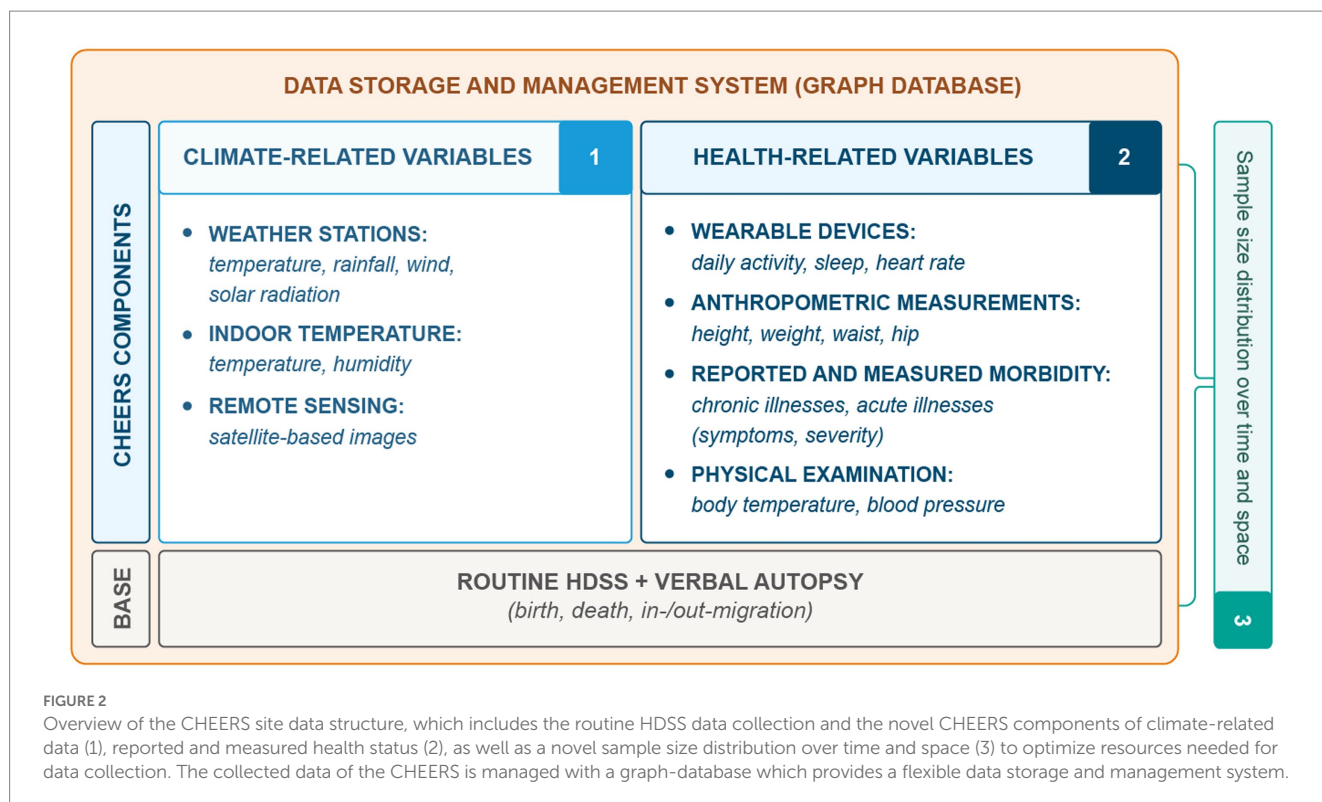 DATA STORAGE AND MANAGEMENT SYSTEM (GRAPH DATABASE)
CHEERS COMPONENTS
CLIMATE-RELATED VARIABLES
1
• WEATHER STATIONS:
temperature, rainfall, wind,
solar radiation
• INDOOR TEMPERATURE:
temperature, humidity
• REMOTE SENSING:
satellite-based images
HEALTH-RELATED VARIABLES
2
• WEARABLE DEVICES:
daily activity, sleep, heart rate
• ANTHROPOMETRIC MEASUREMENTS:
height, weight, waist, hip
• REPORTED AND MEASURED MORBIDITY:
chronic illnesses, acute illnesses
(symptoms, severity)
• PHYSICAL EXAMINATION:
body temperature, blood pressure
BASE
ROUTINE HDSS + VERBAL AUTOPSY
(birth, death, in-/out-migration)
Sample size distribution over time and space
3
FIGURE 2
Overview of the CHEERS site data structure, which includes the routine HDSS data collection and the novel CHEERS components of climate-related
data (1), reported and measured health status (2), as well as a novel sample size distribution over time and space (3) to optimize resources needed for
data collection. The collected data of the CHEERS is managed with a graph-database which provides a flexible data storage and management system.